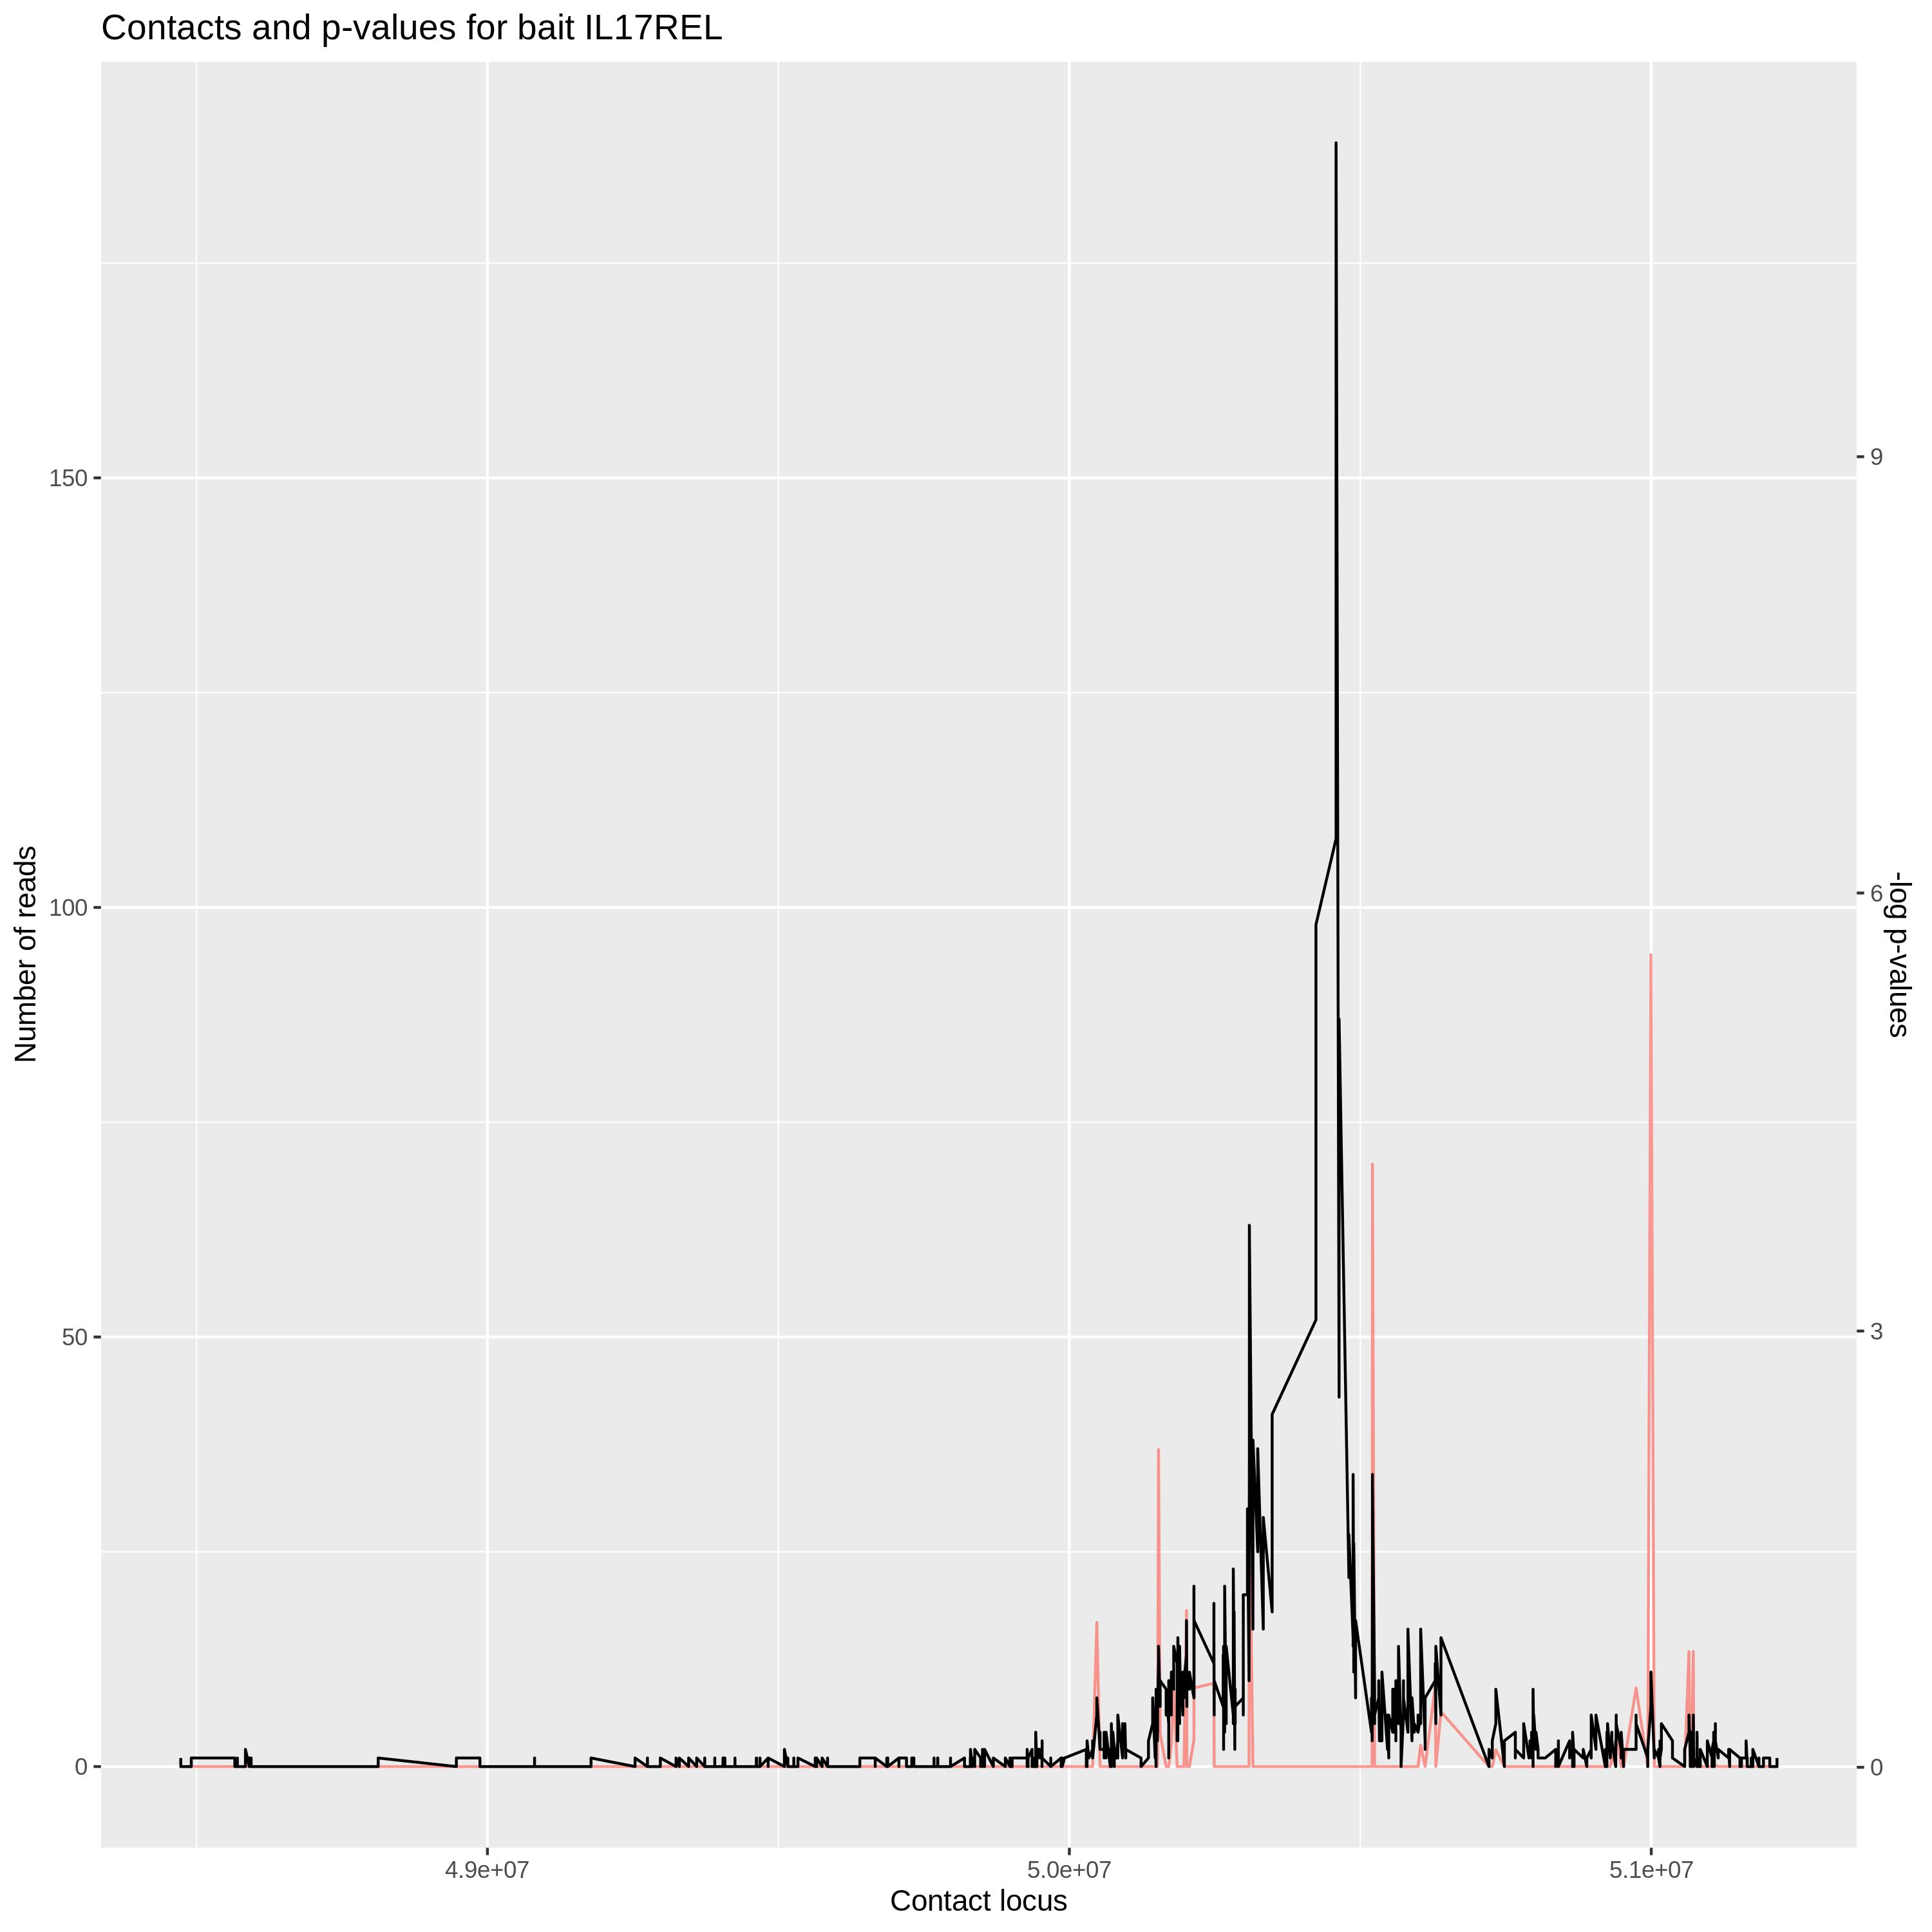 Contacts and p-values for bait IL17REL
Number of reads
150
100
50
0
9
6
3
0
-log p-values
4.9e+07
5.0e+07
5.1e+07
Contact locus